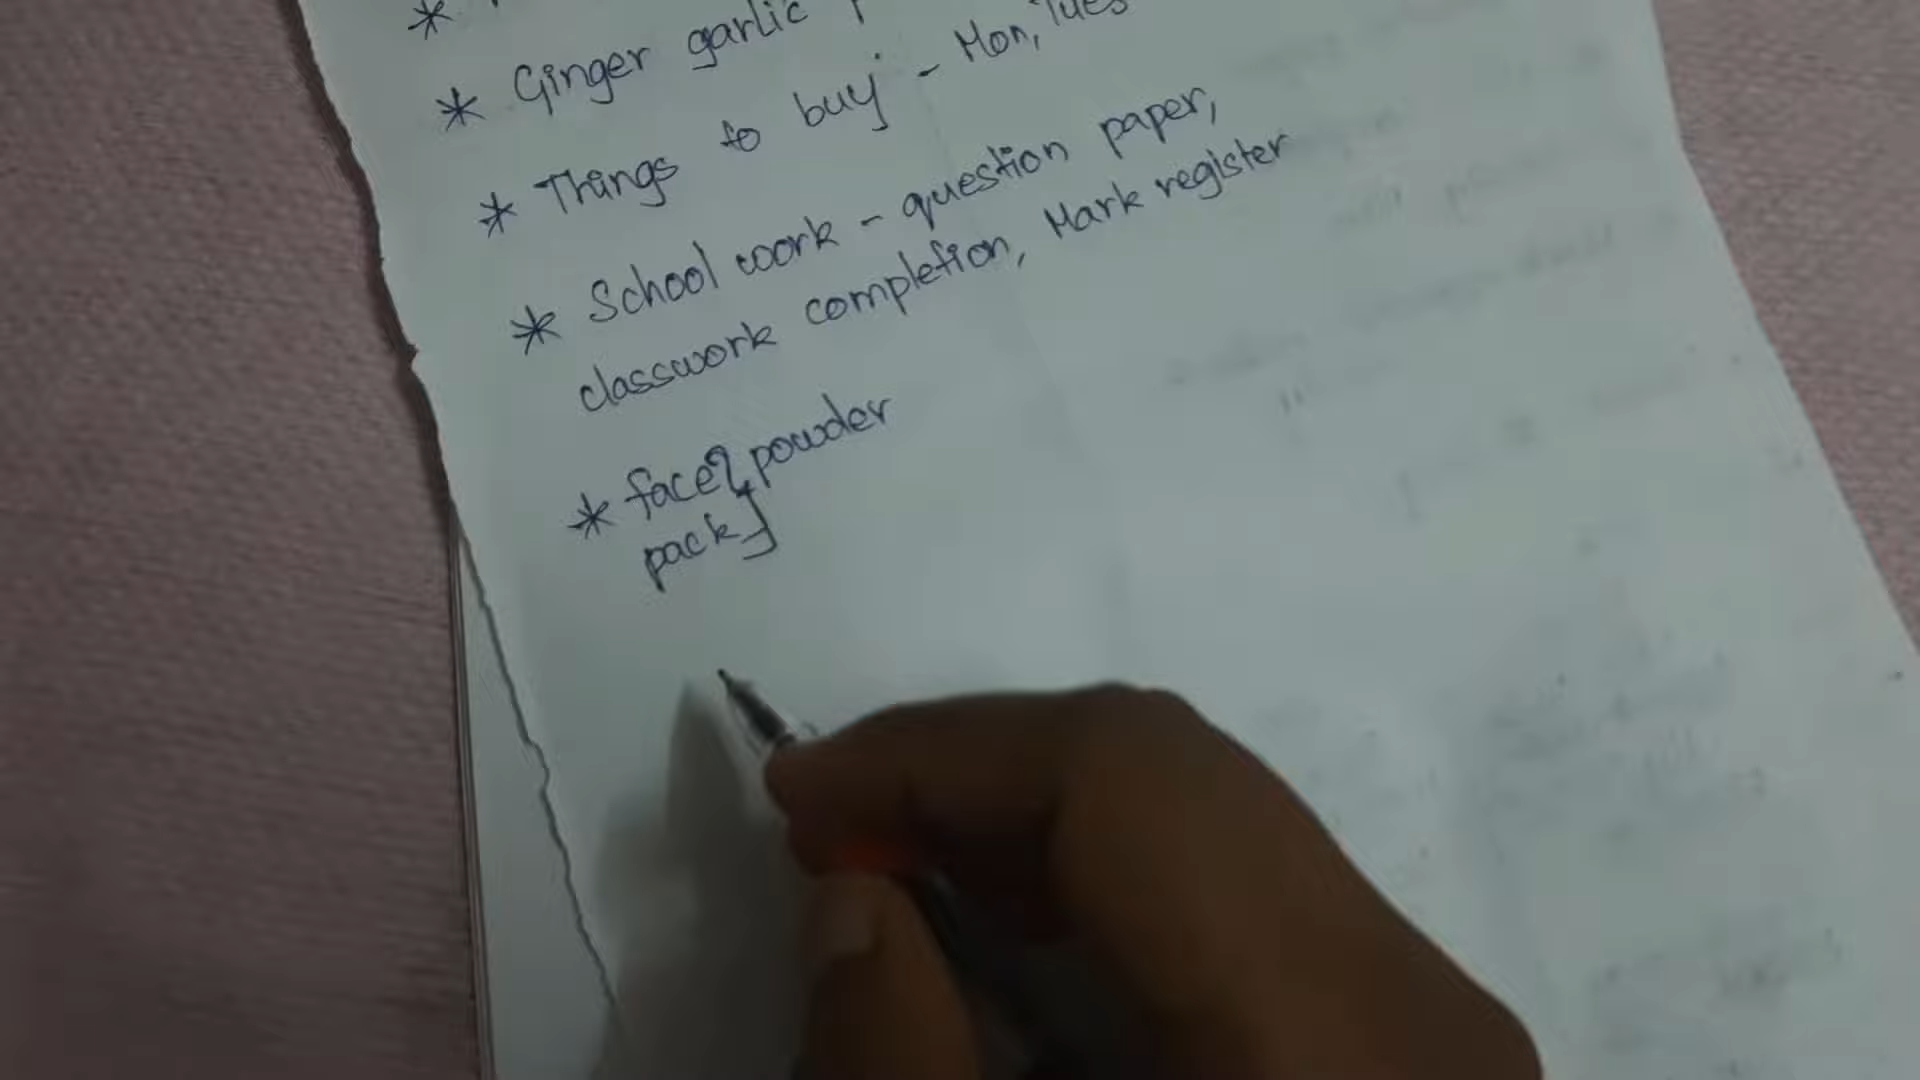 *
* Ginger garlic
* Things to buy - Mon, Tues
* School work - question paper,
classwork completion, Mark register
* face } powder
pack